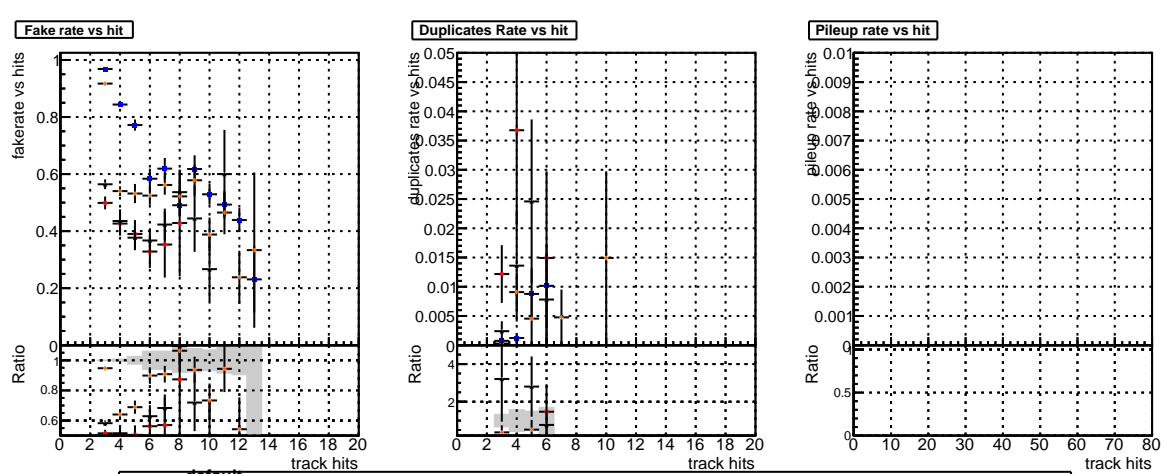 Fake rate vs hit
fakerate vs hits
1
0.8
0.6
0.4
0.2
0
Ratio
1
0.8
0.6
0 2 4 6 8 10 12 14 16 18 20
track hits
Duplicates Rate vs hit
duplicates rate vs hits
0.05
0.045
0.04
0.035
0.03
0.025
0.02
0.015
0.01
0.005
0
Ratio
4
2
0 2 4 6 8 10 12 14 16 18 20
track hits
Pileup rate vs hit
pileup rate vs hits
0.01
0.009
0.008
0.007
0.006
0.005
0.004
0.003
0.002
0.001
0
Ratio
1
0.5
0
0 10 20 30 40 50 60 70 80
track hits
default